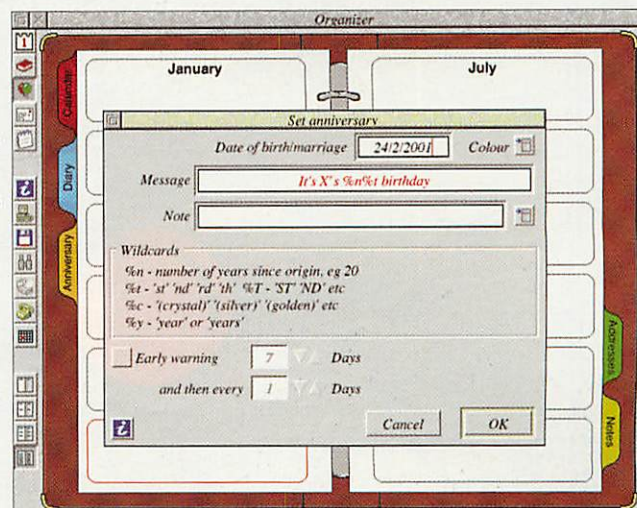 Organizer
1
January
July
Calendar
Diary
Anniversary
Addresses
Notes
Set anniversary
Date of birth/marriage 24/2/2001 Colour
Message It's X's %n%t birthday
Note
Wildcards
%n - number of years since origin, eg 20
%t - 'st' 'nd' 'rd' 'th' %T - 'ST' 'ND' etc
%c - '(crystal)' '(silver)' '(golden)' etc
%y - 'year' or 'years'
Early warning 7 Days
and then every 1 Days
Cancel OK